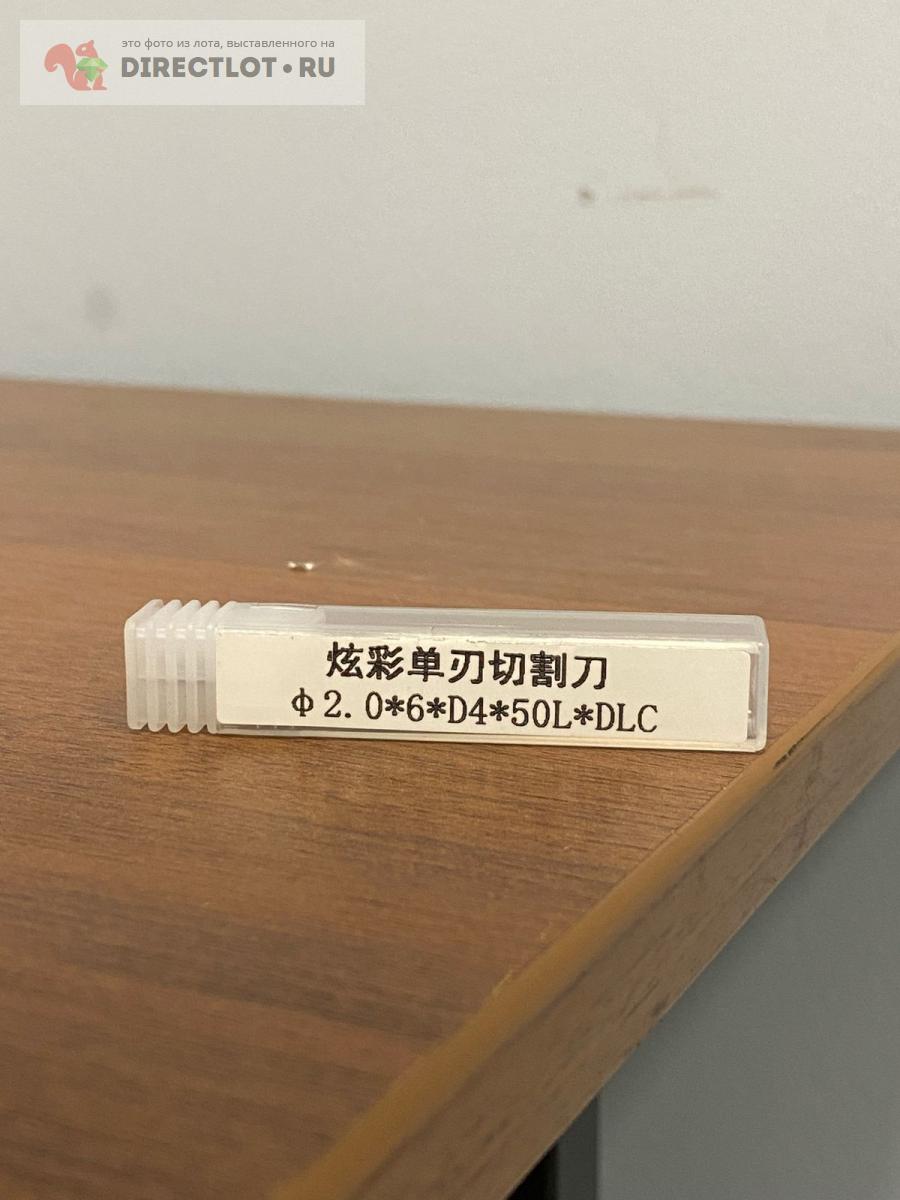 это фото из лота, выставленного на
DIRECTLOT•RU
炫彩单刃切割刀
Φ2.0*6*D4*50L*DLC